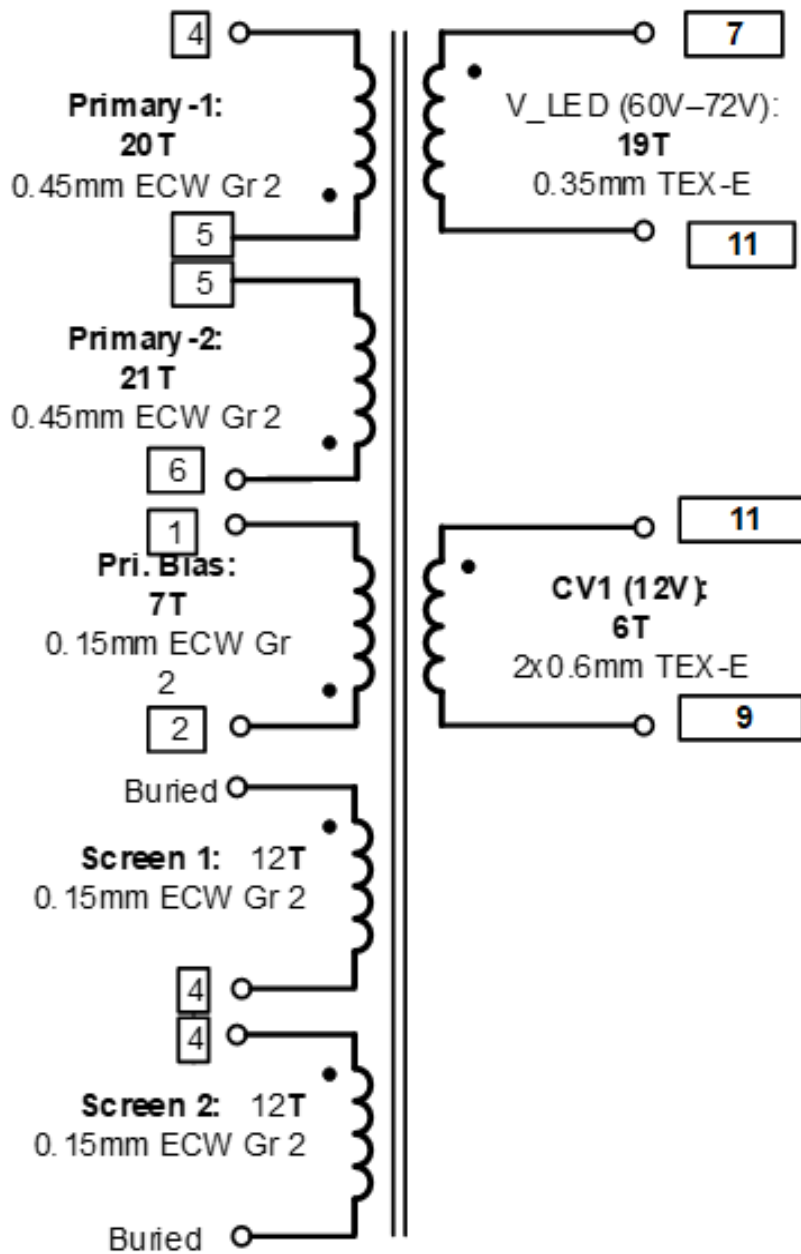 4
Primary-1:
20T
0.45mm ECW Gr 2
5
5
Primary-2:
21T
0.45mm ECW Gr 2
6
1
Pri. Bias:
7T
0.15mm ECW Gr
2
2
Buried
Screen 1: 12T
0.15mm ECW Gr 2
4
4
Screen 2: 12T
0.15mm ECW Gr 2
Buried
7
V_LED (60V–72V):
19T
0.35mm TEX-E
11
11
CV1 (12V):
6T
2x0.6mm TEX-E
9